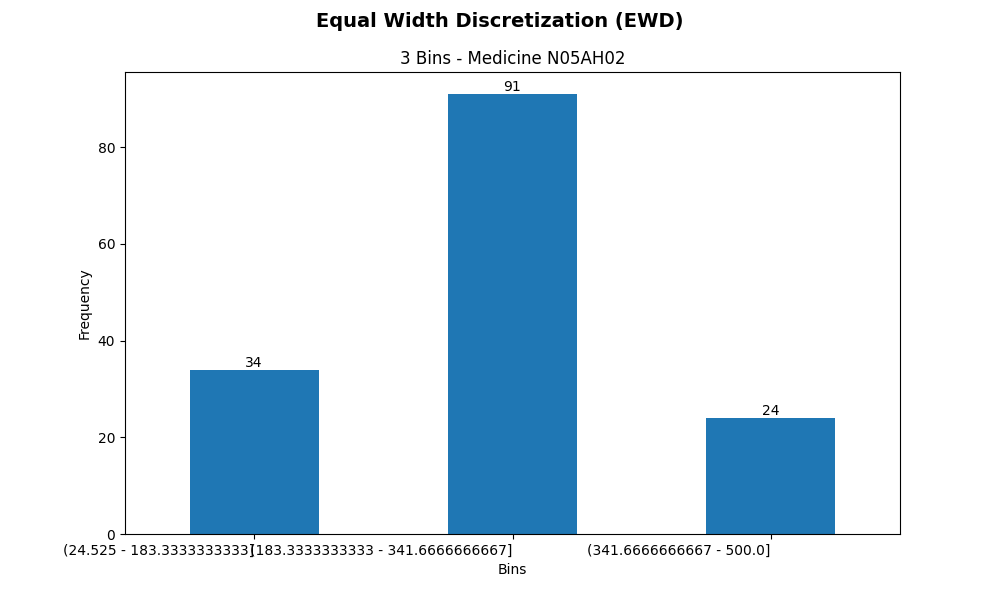 Equal Width Discretization (EWD)
3 Bins - Medicine N05AH02
91
80
60
Frequency
40
34
24
20
0
(24.525 - 183.3333333333]
(183.3333333333 - 341.6666666667]
(341.6666666667 - 500.0]
Bins